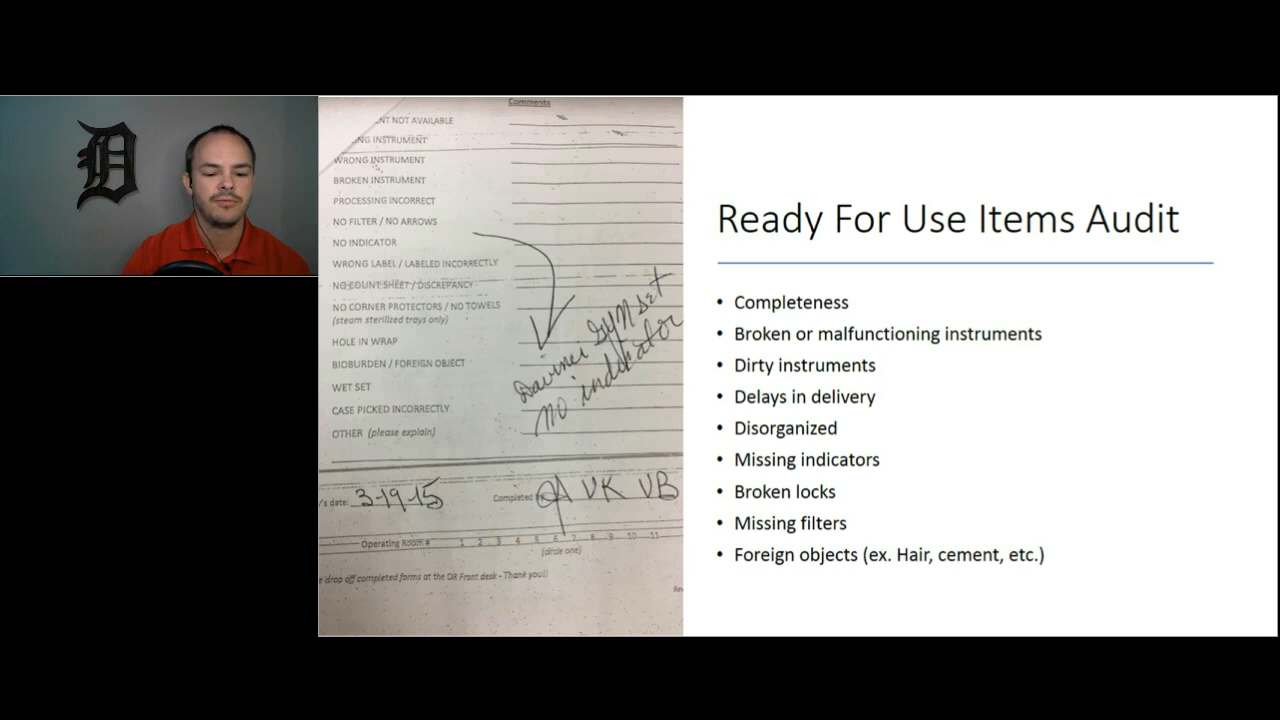 D
Comments
NT NOT AVAILABLE
NG INSTRUMENT
WRONG INSTRUMENT
BROKEN INSTRUMENT
PROCESSING INCORRECT
NO FILTER / NO ARROWS
NO INDICATOR
WRONG LABEL / LABELED INCORRECTLY
NO COUNT SHEET / DISCREPANCY
NO CORNER PROTECTORS / NO TOWELS
(steam sterilized trays only)
HOLE IN WRAP
BIOBURDEN / FOREIGN OBJECT
WET SET
CASE PICKED INCORRECTLY
OTHER (please explain)
Davinci GYN set
no indicator
's date: 3-19-15 Completed VK VB
Operating Room # 1 2 3 4 5 6 7 8 9 10 11
(circle one)
e drop off completed forms at the OR Front desk - Thank you!!
Ready For Use Items Audit
• Completeness
• Broken or malfunctioning instruments
• Dirty instruments
• Delays in delivery
• Disorganized
• Missing indicators
• Broken locks
• Missing filters
• Foreign objects (ex. Hair, cement, etc.)